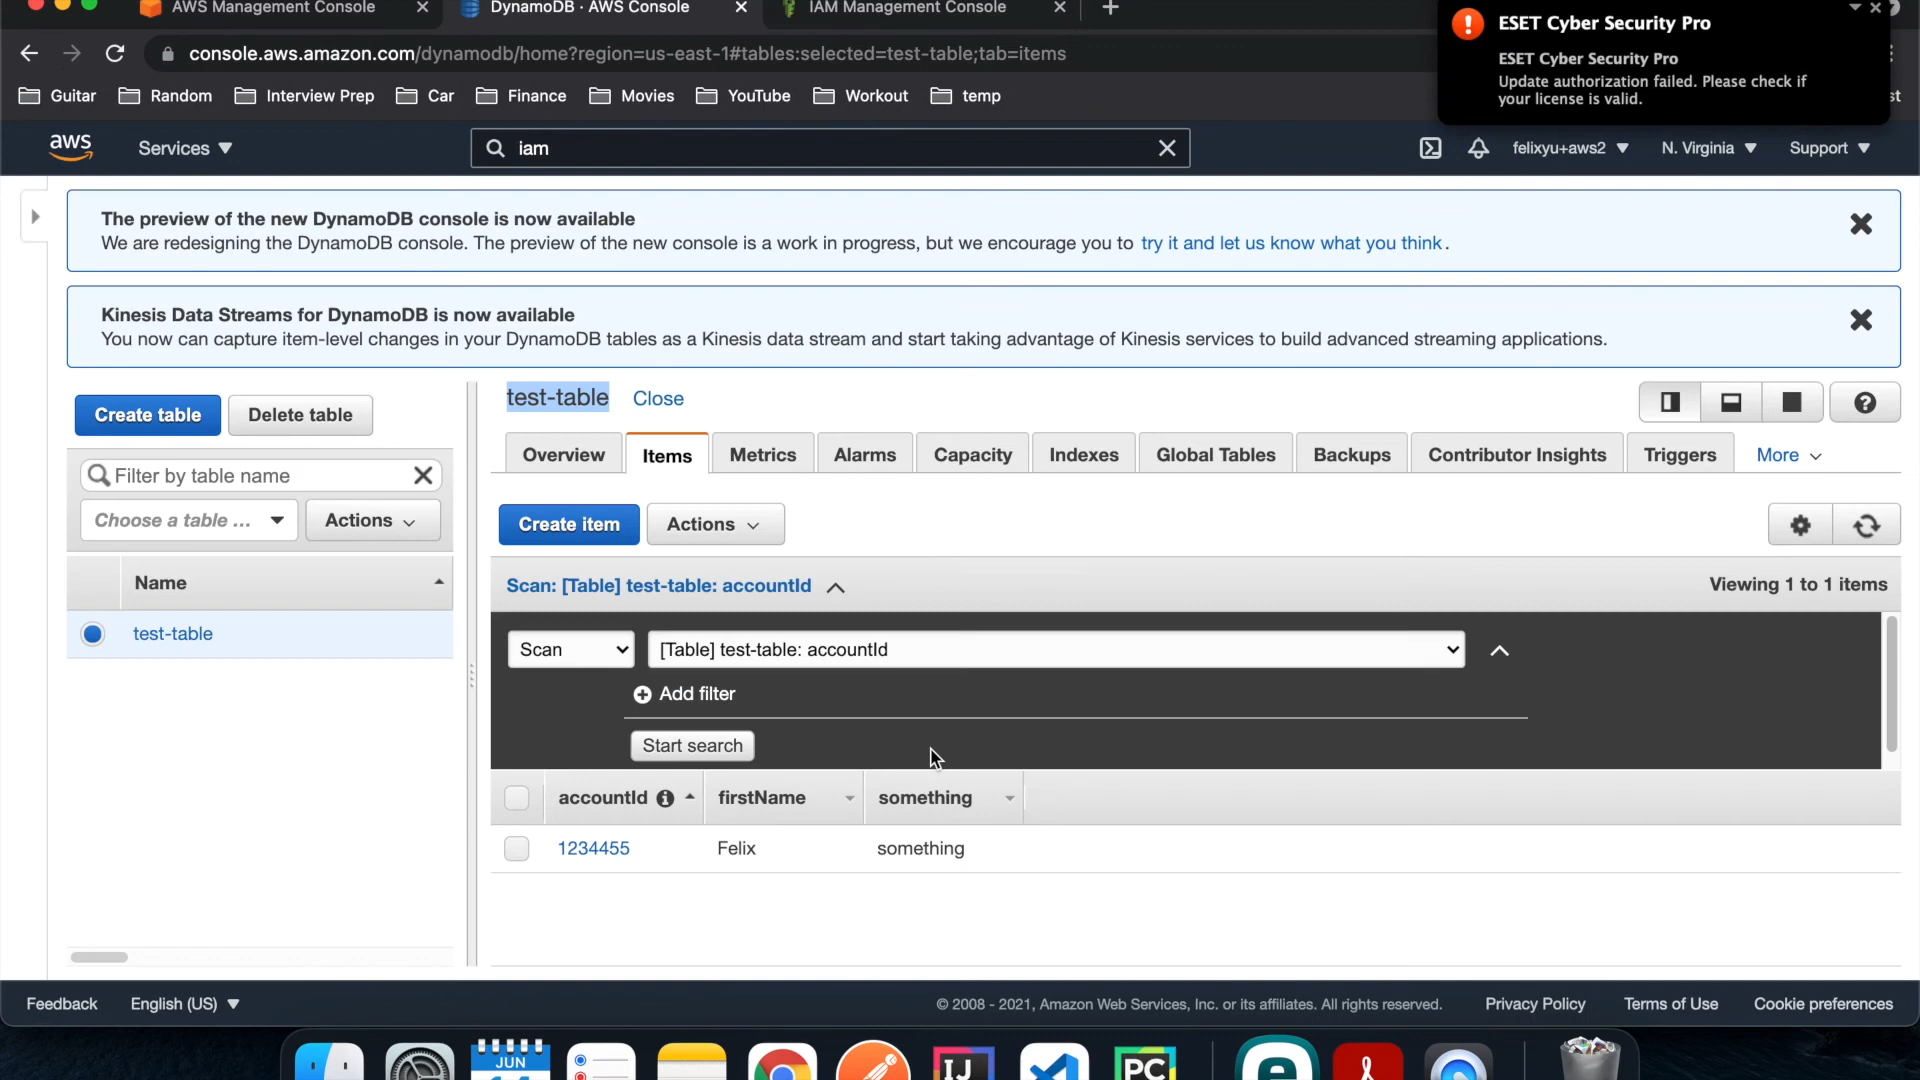 AWS Management Console
DynamoDB · AWS Console
IAM Management Console
console.aws.amazon.com/dynamodb/home?region=us-east-1#tables:selected=test-table;tab=items
ESET Cyber Security Pro
ESET Cyber Security Pro
Update authorization failed. Please check if
your license is valid.
Guitar
Random
Interview Prep
Car
Finance
Movies
YouTube
Workout
temp
st
aws
Services
iam
felixyu+aws2
N. Virginia
Support
The preview of the new DynamoDB console is now available
We are redesigning the DynamoDB console. The preview of the new console is a work in progress, but we encourage you to try it and let us know what you think.
Kinesis Data Streams for DynamoDB is now available
You now can capture item-level changes in your DynamoDB tables as a Kinesis data stream and start taking advantage of Kinesis services to build advanced streaming applications.
Create table
Delete table
Filter by table name
Choose a table ...
Actions
Name
test-table
test-table
Close
Overview
Items
Metrics
Alarms
Capacity
Indexes
Global Tables
Backups
Contributor Insights
Triggers
More
Create item
Actions
Scan: [Table] test-table: accountId
Viewing 1 to 1 items
Scan
[Table] test-table: accountId
Add filter
Start search
accountId
firstName
something
1234455
Felix
something
Feedback
English (US)
© 2008 - 2021, Amazon Web Services, Inc. or its affiliates. All rights reserved.
Privacy Policy
Terms of Use
Cookie preferences
JUN
IJ
PC